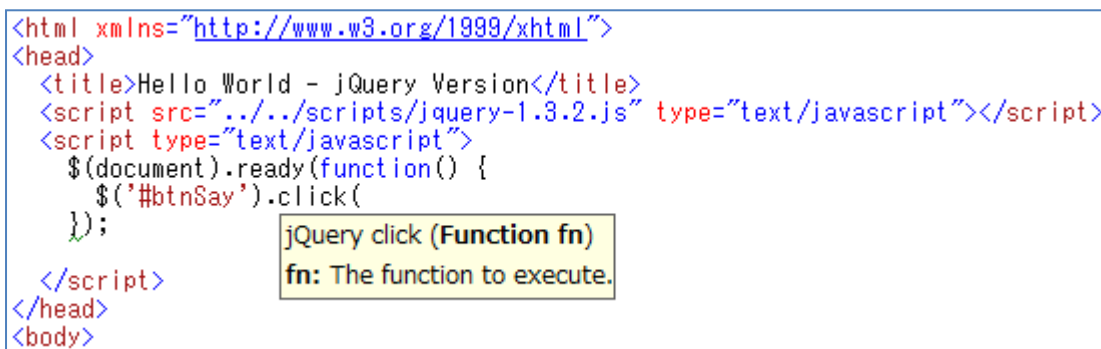 <html xmlns="http://www.w3.org/1999/xhtml">
<head>
  <title>Hello World - jQuery Version</title>
  <script src="../../scripts/jquery-1.3.2.js" type="text/javascript"></script>
  <script type="text/javascript">
    $(document).ready(function() {
      $('#btnSay').click(
    });
jQuery click (Function fn)
fn: The function to execute.
  </script>
</head>
<body>